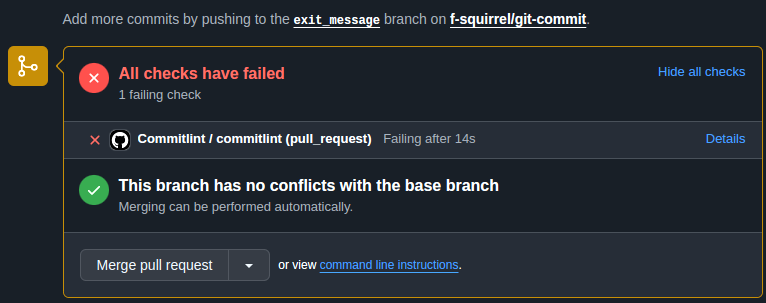 Add more commits by pushing to the exit_message branch on f-squirrel/git-commit.
All checks have failed
Hide all checks
1 failing check
Commitlint / commitlint (pull_request) Failing after 14s
Details
This branch has no conflicts with the base branch
Merging can be performed automatically.
Merge pull request
or view command line instructions.